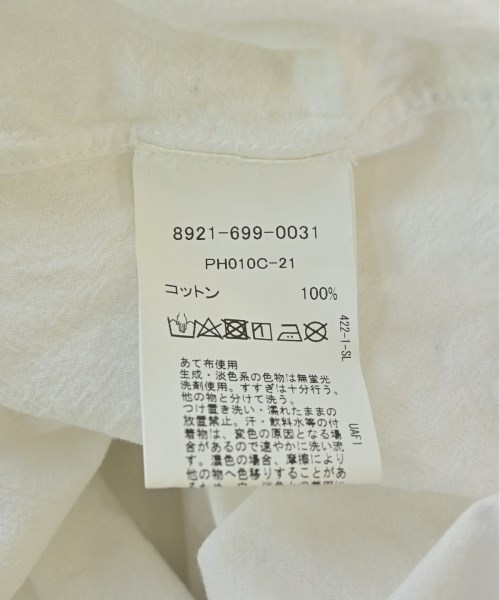 8921-699-0031
PH010C-21
コットン 100%
あて布使用
生成・淡色系の色物は無蛍光
洗剤使用。すすぎは十分行う。
他の物と分けて洗う。
つけ置き洗い・濡れたままの
放置禁止。汗・飲料水等の付
着物は、変色の原因となる場
合があるので速やかに洗い流
す。濃色の場合、摩擦により
他の物へ色移りすることがあ
422-1-SL
UAF1